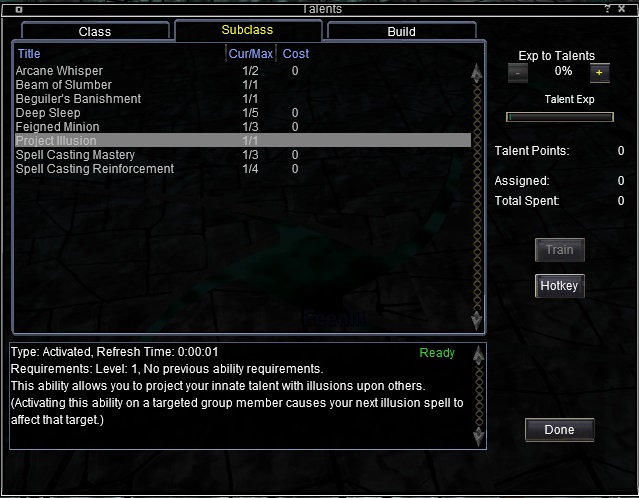 Talents
? ×
Class
Subclass
Build
Title Cur/Max Cost
Arcane Whisper 1/2 0
Beam of Slumber 1/1
Beguiler's Banishment 1/1
Deep Sleep 1/5 0
Feigned Minion 1/3 0
Project Illusion 1/1
Spell Casting Mastery 1/3 0
Spell Casting Reinforcement 1/4 0
Exp to Talents
- 0% +
Talent Exp
Talent Points: 0
Assigned: 0
Total Spent: 0
Train
Hotkey
Type: Activated, Refresh Time: 0:00:01 Ready
Requirements: Level: 1, No previous ability requirements.
This ability allows you to project your innate talent with illusions upon others.
(Activating this ability on a targeted group member causes your next illusion spell to
affect that target.)
Done